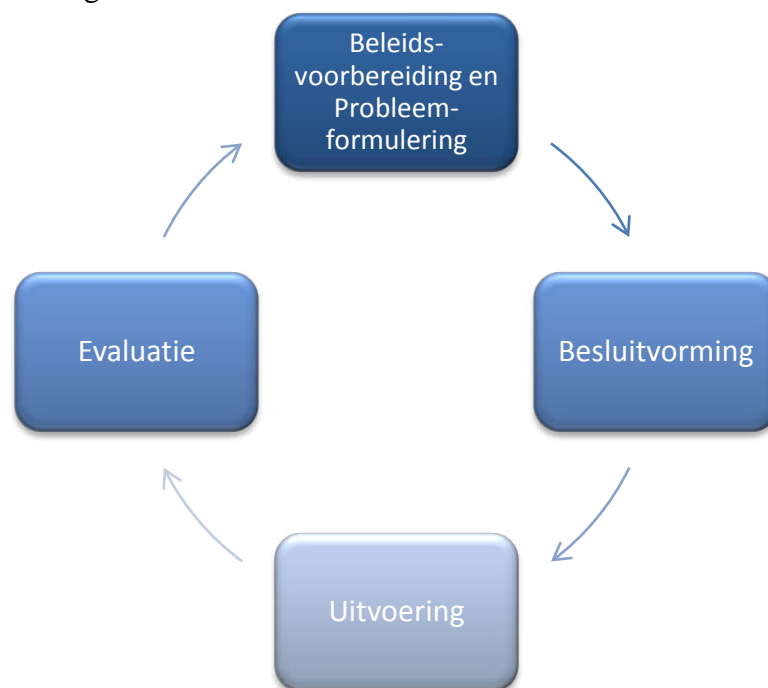 Beleids-
voorbereiding en
Probleem-
formulering
Evaluatie
Besluitvorming
Uitvoering